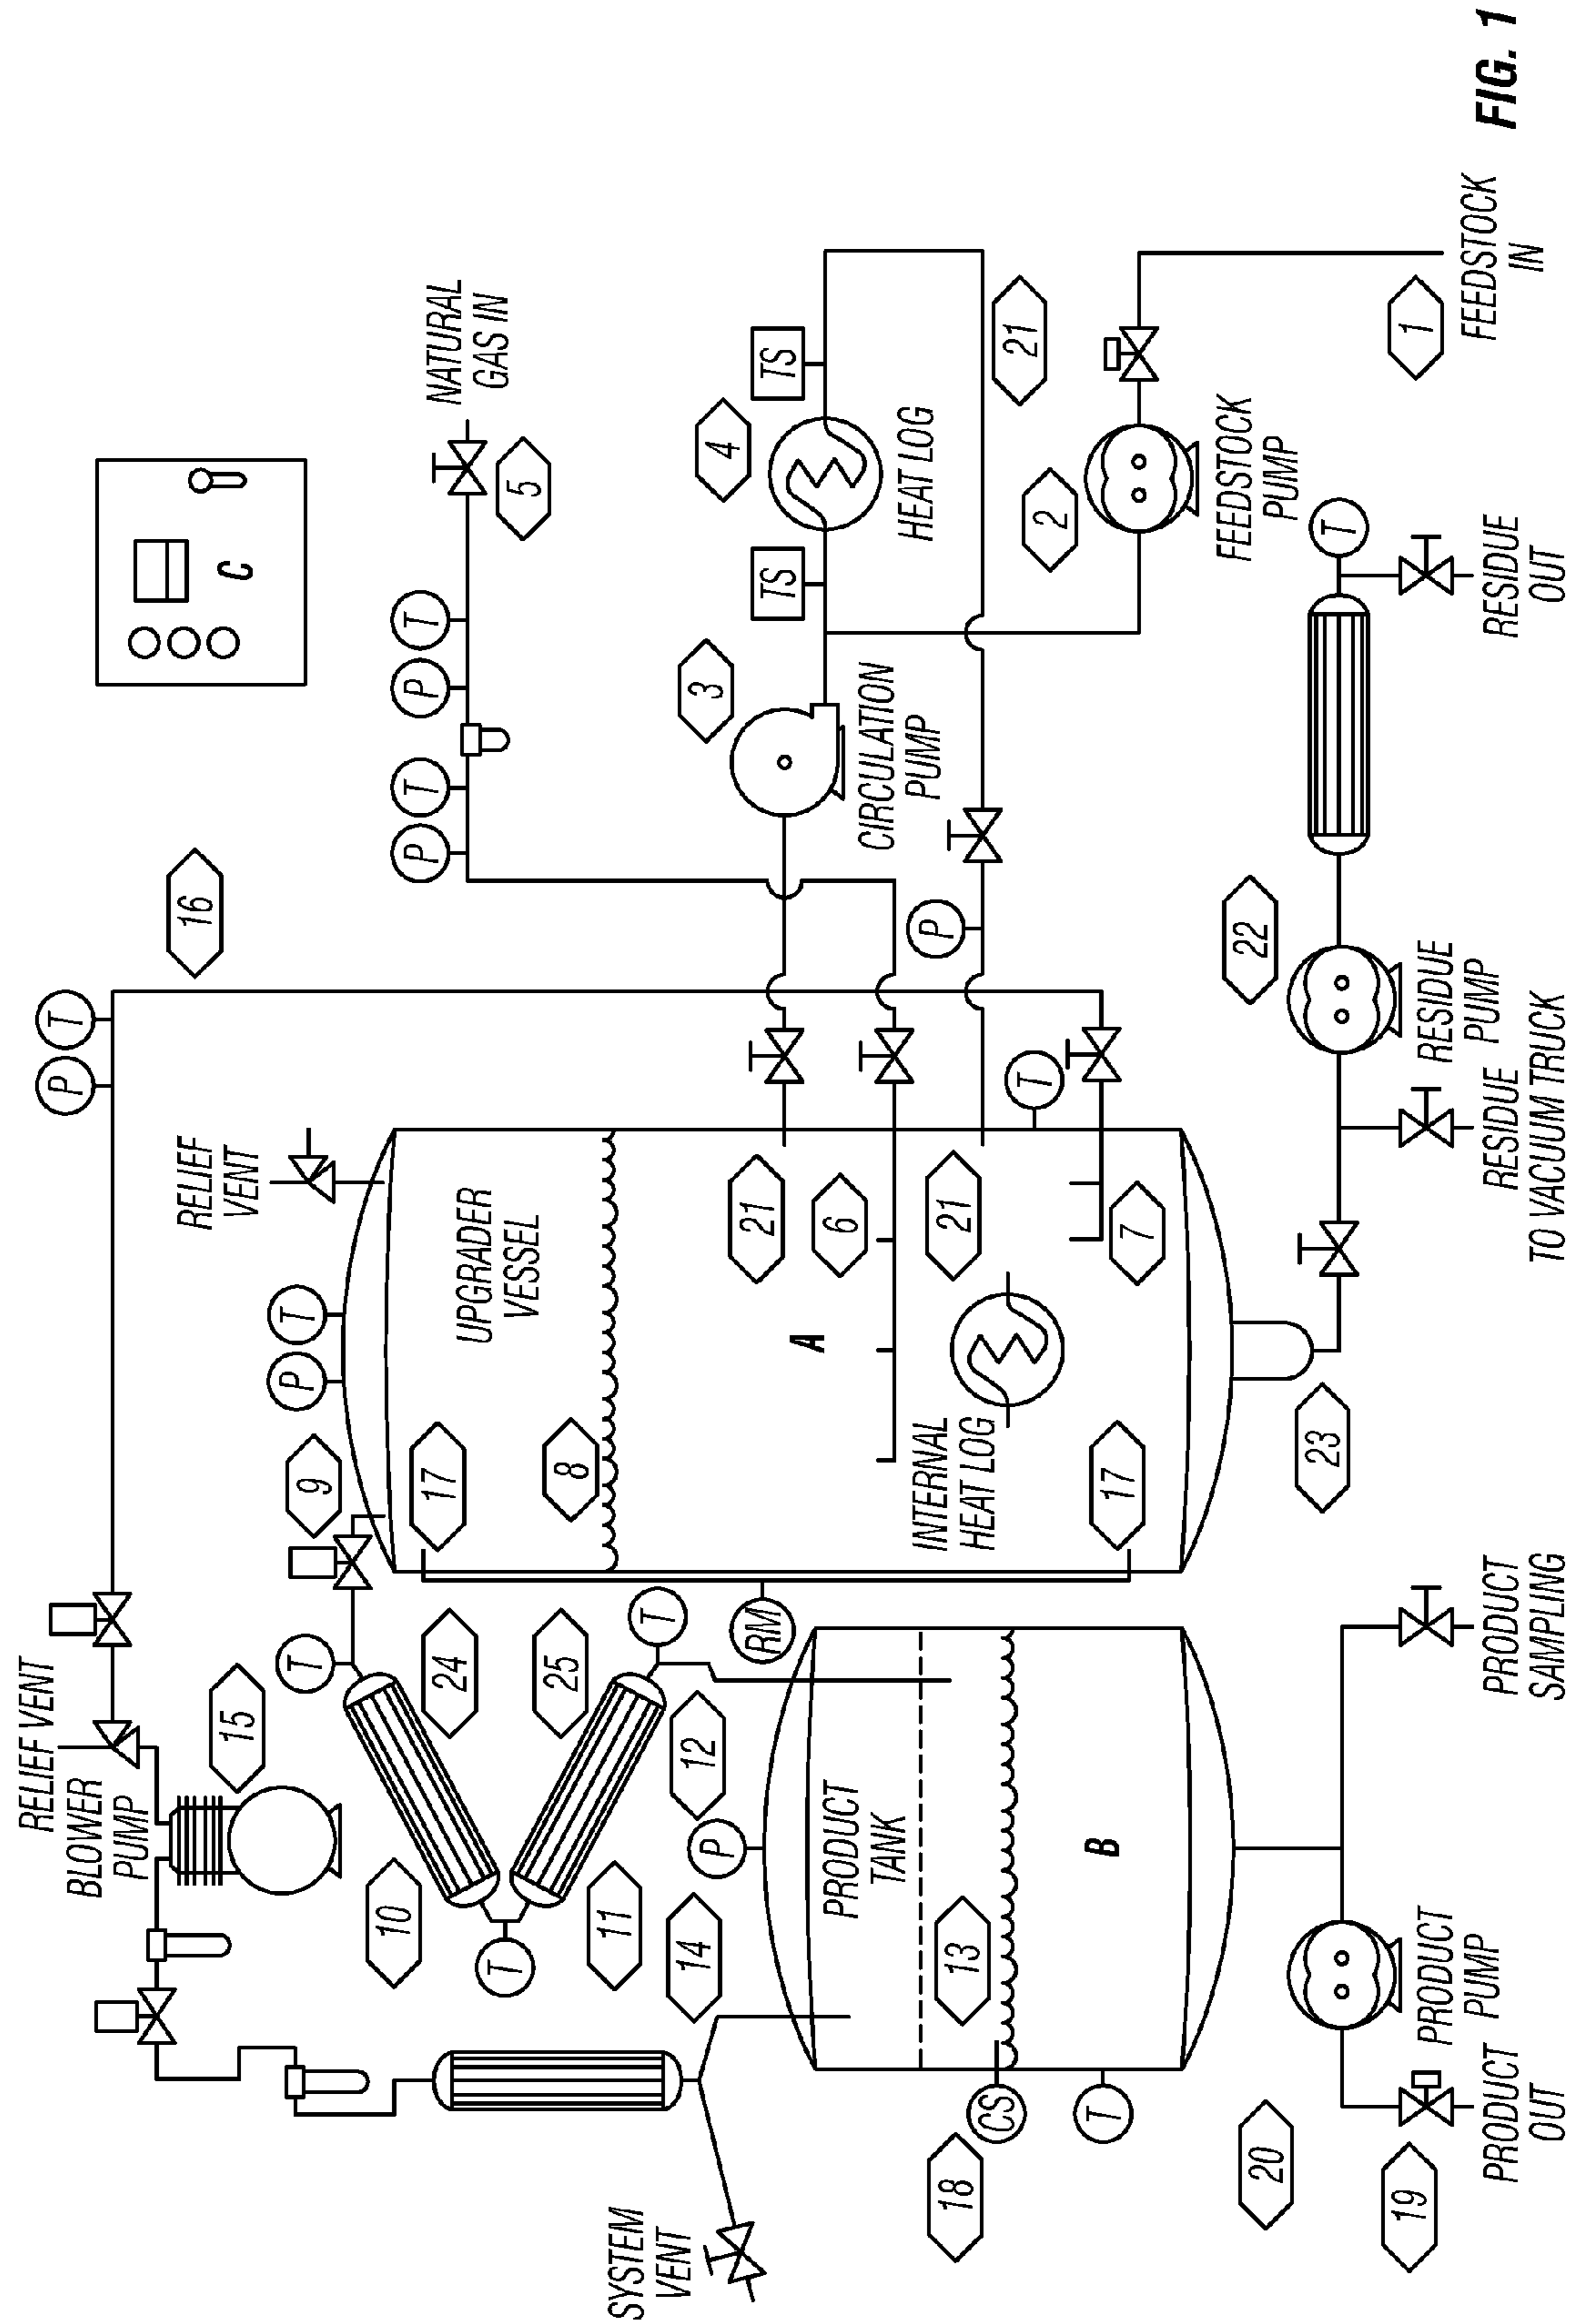 RELIEF VENT
BLOWER
PUMP
15
P
T
16
C
RELIEF
VENT
P
T
9
T
24
10
17
UPGRADER
VESSEL
P
T
P
T
5
NATURAL
GAS IN
T
11
25
T
8
SYSTEM
VENT
14
P
12
RM
21
3
TS
4
TS
PRODUCT
TANK
A
6
CIRCULATION
PUMP
HEAT LOG
18
CS
13
INTERNAL
HEAT LOG
21
P
21
T
B
17
7
T
2
FEEDSTOCK
PUMP
20
23
22
T
19
1
PRODUCT
OUT
PRODUCT
PUMP
PRODUCT
SAMPLING
RESIDUE
TO VACUUM TRUCK
RESIDUE
PUMP
RESIDUE
OUT
FEEDSTOCK
IN
FIG. 1